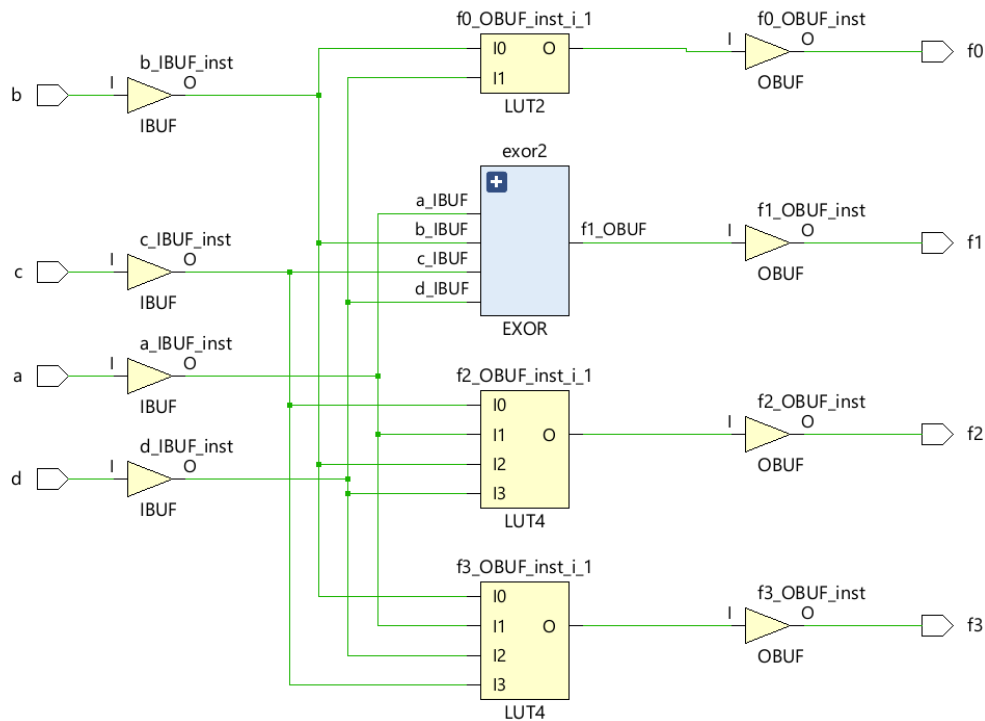 f0_OBUF_inst_i_1
f0_OBUF_inst
I0 O
I O
f0
I1
OBUF
LUT2
b_IBUF_inst
b
I O
IBUF
exor2
a_IBUF
b_IBUF
c_IBUF
d_IBUF
f1_OBUF
EXOR
f1_OBUF_inst
I O
f1
OBUF
c_IBUF_inst
c
I O
IBUF
a_IBUF_inst
a
I O
IBUF
f2_OBUF_inst_i_1
I0
I1 O
I2
I3
LUT4
f2_OBUF_inst
I O
f2
OBUF
d_IBUF_inst
d
I O
IBUF
f3_OBUF_inst_i_1
I0
I1 O
I2
I3
LUT4
f3_OBUF_inst
I O
f3
OBUF